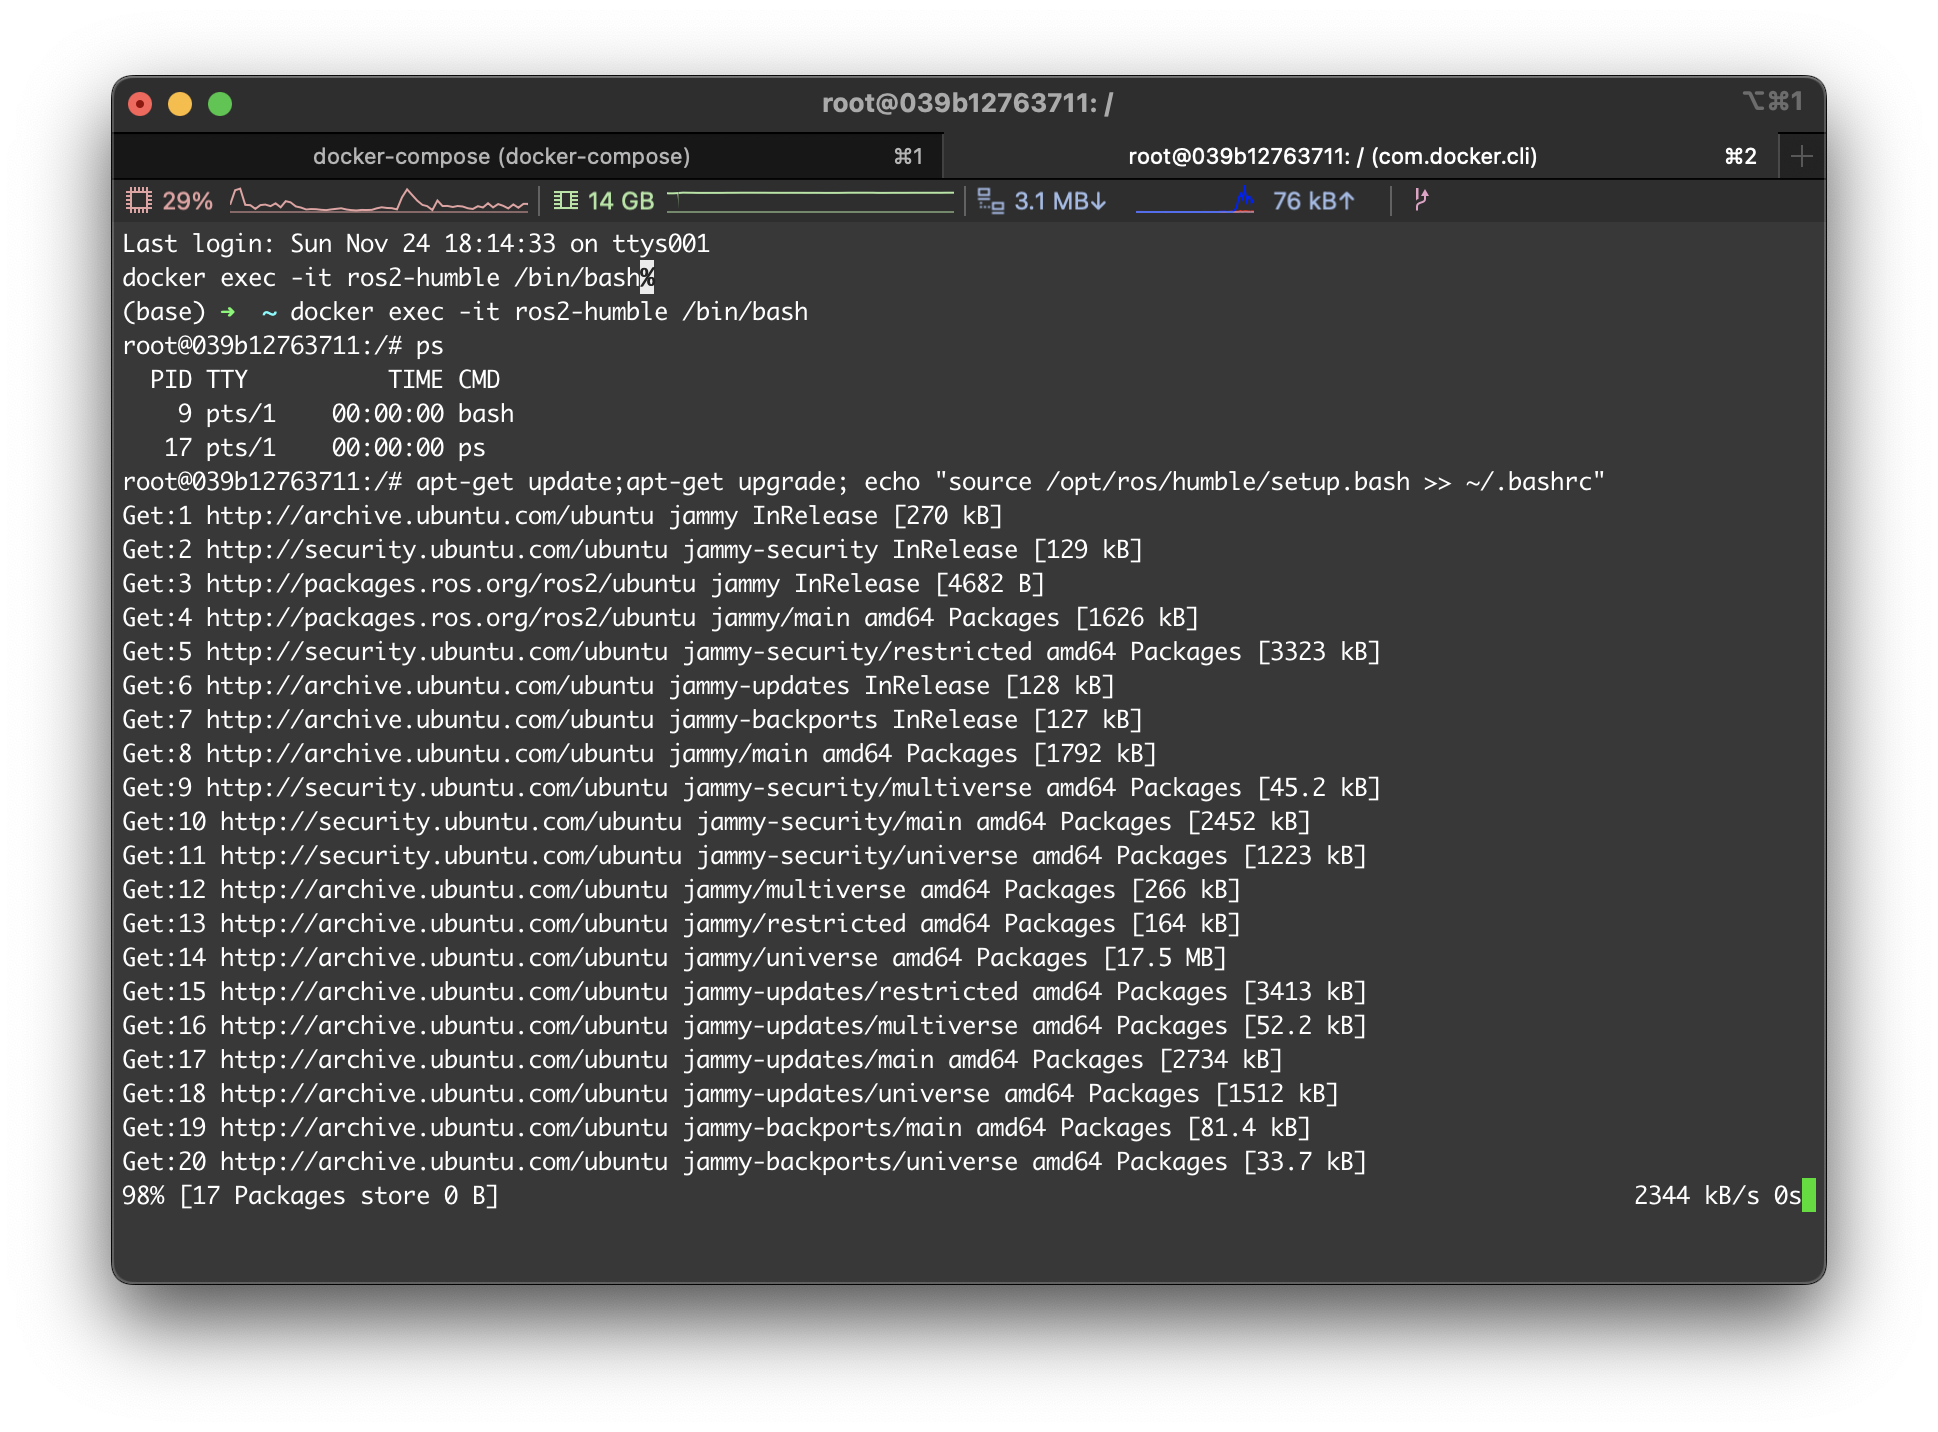 root@039b12763711: /
⌥⌘1
docker-compose (docker-compose) ⌘1
root@039b12763711: / (com.docker.cli) ⌘2
29% 14 GB 3.1 MB↓ 76 kB↑
Last login: Sun Nov 24 18:14:33 on ttys001
docker exec -it ros2-humble /bin/bash%
(base) ➜  ~ docker exec -it ros2-humble /bin/bash
root@039b12763711:/# ps
  PID TTY          TIME CMD
    9 pts/1    00:00:00 bash
   17 pts/1    00:00:00 ps
root@039b12763711:/# apt-get update;apt-get upgrade; echo "source /opt/ros/humble/setup.bash >> ~/.bashrc"
Get:1 http://archive.ubuntu.com/ubuntu jammy InRelease [270 kB]
Get:2 http://security.ubuntu.com/ubuntu jammy-security InRelease [129 kB]
Get:3 http://packages.ros.org/ros2/ubuntu jammy InRelease [4682 B]
Get:4 http://packages.ros.org/ros2/ubuntu jammy/main amd64 Packages [1626 kB]
Get:5 http://security.ubuntu.com/ubuntu jammy-security/restricted amd64 Packages [3323 kB]
Get:6 http://archive.ubuntu.com/ubuntu jammy-updates InRelease [128 kB]
Get:7 http://archive.ubuntu.com/ubuntu jammy-backports InRelease [127 kB]
Get:8 http://archive.ubuntu.com/ubuntu jammy/main amd64 Packages [1792 kB]
Get:9 http://security.ubuntu.com/ubuntu jammy-security/multiverse amd64 Packages [45.2 kB]
Get:10 http://security.ubuntu.com/ubuntu jammy-security/main amd64 Packages [2452 kB]
Get:11 http://security.ubuntu.com/ubuntu jammy-security/universe amd64 Packages [1223 kB]
Get:12 http://archive.ubuntu.com/ubuntu jammy/multiverse amd64 Packages [266 kB]
Get:13 http://archive.ubuntu.com/ubuntu jammy/restricted amd64 Packages [164 kB]
Get:14 http://archive.ubuntu.com/ubuntu jammy/universe amd64 Packages [17.5 MB]
Get:15 http://archive.ubuntu.com/ubuntu jammy-updates/restricted amd64 Packages [3413 kB]
Get:16 http://archive.ubuntu.com/ubuntu jammy-updates/multiverse amd64 Packages [52.2 kB]
Get:17 http://archive.ubuntu.com/ubuntu jammy-updates/main amd64 Packages [2734 kB]
Get:18 http://archive.ubuntu.com/ubuntu jammy-updates/universe amd64 Packages [1512 kB]
Get:19 http://archive.ubuntu.com/ubuntu jammy-backports/main amd64 Packages [81.4 kB]
Get:20 http://archive.ubuntu.com/ubuntu jammy-backports/universe amd64 Packages [33.7 kB]
98% [17 Packages store 0 B] 2344 kB/s 0s